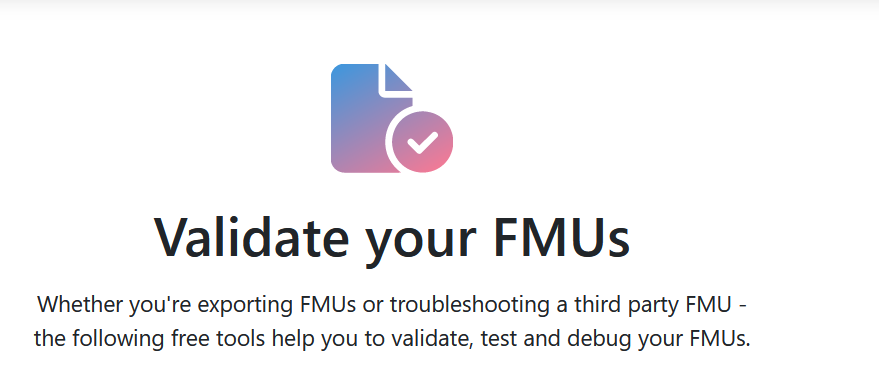 Validate your FMUs
Whether you're exporting FMUs or troubleshooting a third party FMU -
the following free tools help you to validate, test and debug your FMUs.